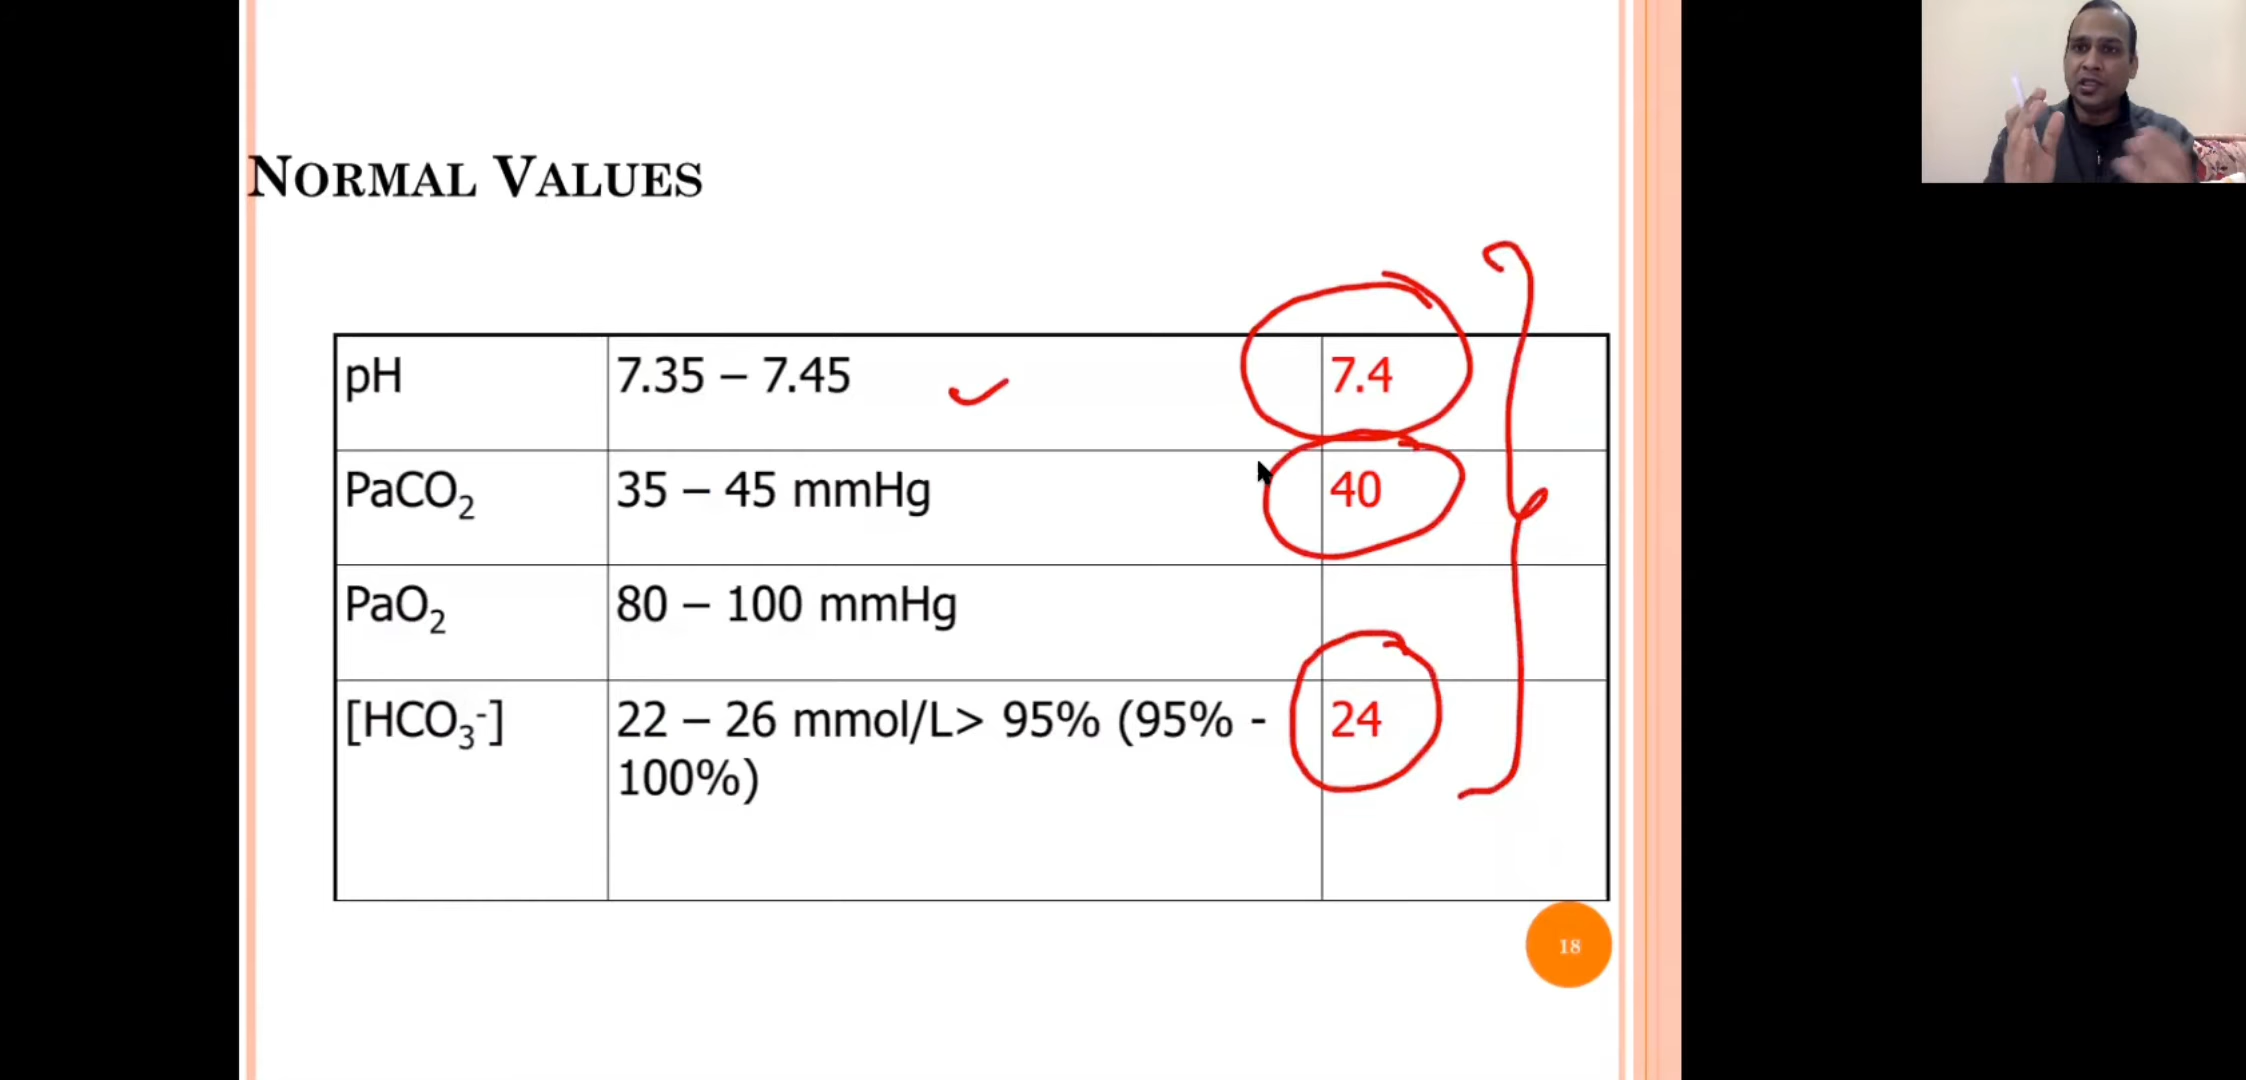 NORMAL VALUES
pH 7.35 – 7.45 7.4
PaCO₂ 35 – 45 mmHg 40
PaO₂ 80 – 100 mmHg
[HCO₃⁻] 22 – 26 mmol/L> 95% (95% - 24
100%)
18